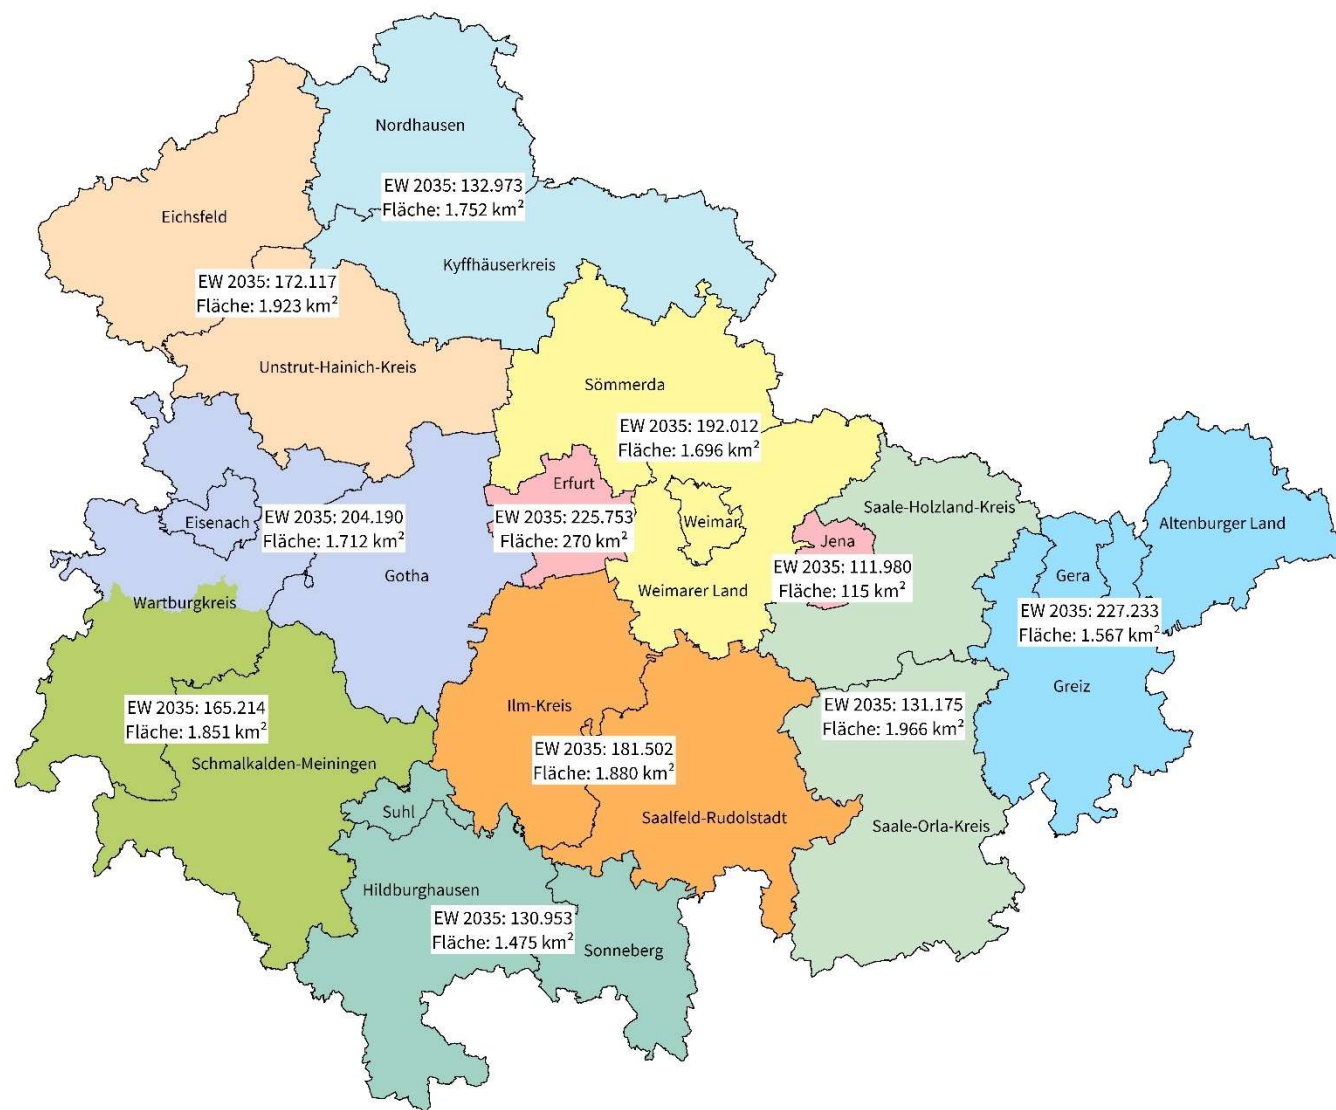 Nordhausen
EW 2035: 132.973
Fläche: 1.752 km²
Eichsfeld
Kyffhäuserkreis
EW 2035: 172.117
Fläche: 1.923 km²
Unstrut-Hainich-Kreis
Sömmerda
EW 2035: 192.012
Fläche: 1.696 km²
Erfurt
EW 2035: 225.753
Fläche: 270 km²
Weimar
Eisenach
EW 2035: 204.190
Fläche: 1.712 km²
Gotha
Saale-Holzland-Kreis
Jena
EW 2035: 111.980
Fläche: 115 km²
Altenburger Land
Gera
EW 2035: 227.233
Fläche: 1.567 km²
Greiz
Weimarer Land
Wartburgkreis
EW 2035: 165.214
Fläche: 1.851 km²
Schmalkalden-Meiningen
Ilm-Kreis
EW 2035: 181.502
Fläche: 1.880 km²
EW 2035: 131.175
Fläche: 1.966 km²
Suhl
Saalfeld-Rudolstadt
Saale-Orla-Kreis
Hildburghausen
EW 2035: 130.953
Fläche: 1.475 km²
Sonneberg